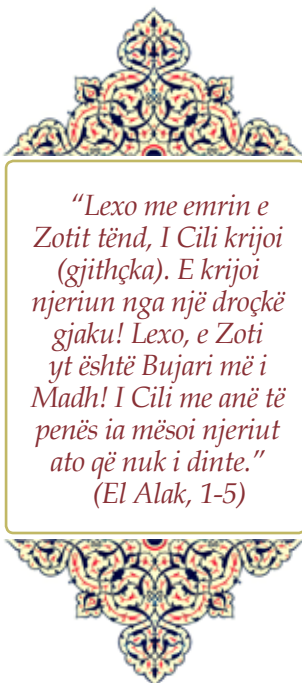 “Lexo me emrin e
Zotit tënd, I Cili krijoi
(gjithçka). E krijoi
njeriun nga një droçkë
gjaku! Lexo, e Zoti
yt është Bujari më i
Madh! I Cili me anë të
penës ia mësoi njeriut
ato që nuk i dinte.”
(El Alak, 1-5)